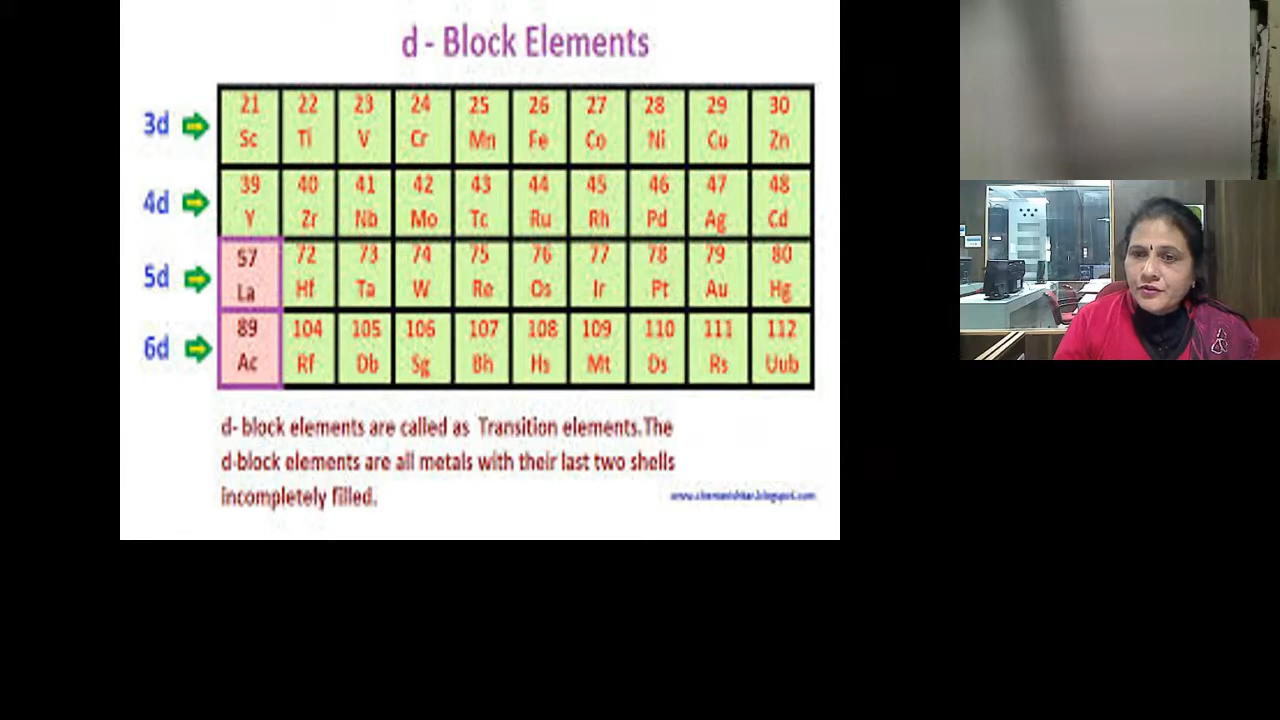 d - Block Elements
3d 21 22 23 24 25 26 27 28 29 30
Sc Ti V Cr Mn Fe Co Ni Cu Zn
4d 39 40 41 42 43 44 45 46 47 48
Y Zr Nb Mo Tc Ru Rh Pd Ag Cd
5d 57 72 73 74 75 76 77 78 79 80
La Hf Ta W Re Os Ir Pt Au Hg
6d 89 104 105 106 107 108 109 110 111 112
Ac Rf Db Sg Bh Hs Mt Ds Rs Uub
d- block elements are called as Transition elements.The
d-block elements are all metals with their last two shells
incompletely filled.